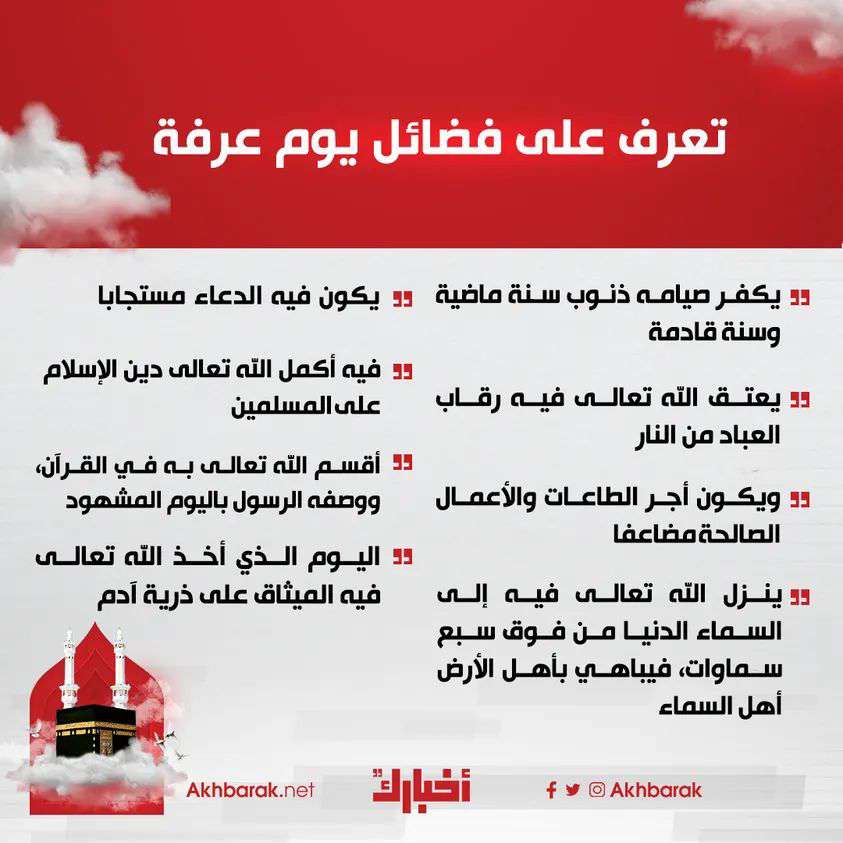 تعرف على فضائل يوم عرفة
يكفر صيامه ذنوب سنة ماضية
وسنة قادمة
يعتق الله تعالى فيه رقاب
العباد من النار
ويكون أجر الطاعات والأعمال
الصالحة مضاعفا
ينزل الله تعالى فيه إلى
السماء الدنيا من فوق سبع
سماوات، فيباهي بأهل الأرض
أهل السماء
يكون فيه الدعاء مستجابا
فيه أكمل الله تعالى دين الإسلام
على المسلمين
أقسم الله تعالى به في القرآن،
ووصفه الرسول باليوم المشهود
اليوم الذي أخذ الله تعالى
فيه الميثاق على ذرية آدم
Akhbarak.net
أخبارك
Akhbarak